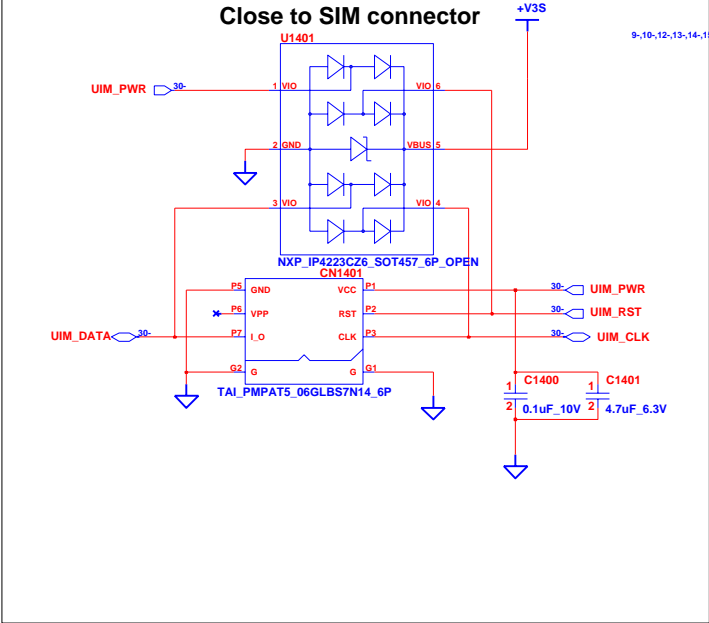 Close to SIM connector
+V3S
9-,10-,12-,13-,14-,15
U1401
UIM_PWR 30- 1 VIO VIO 6
2 GND VBUS 5
3 VIO VIO 4
NXP_IP4223CZ6_SOT457_6P_OPEN
CN1401
P5 GND VCC P1 30- UIM_PWR
P6 VPP RST P2 30- UIM_RST
UIM_DATA 30- P7 I_O CLK P3 30- UIM_CLK
G2 G G G1
TAI_PMPAT5_06GLBS7N14_6P
1 C1400 1 C1401
2 0.1uF_10V 2 4.7uF_6.3V